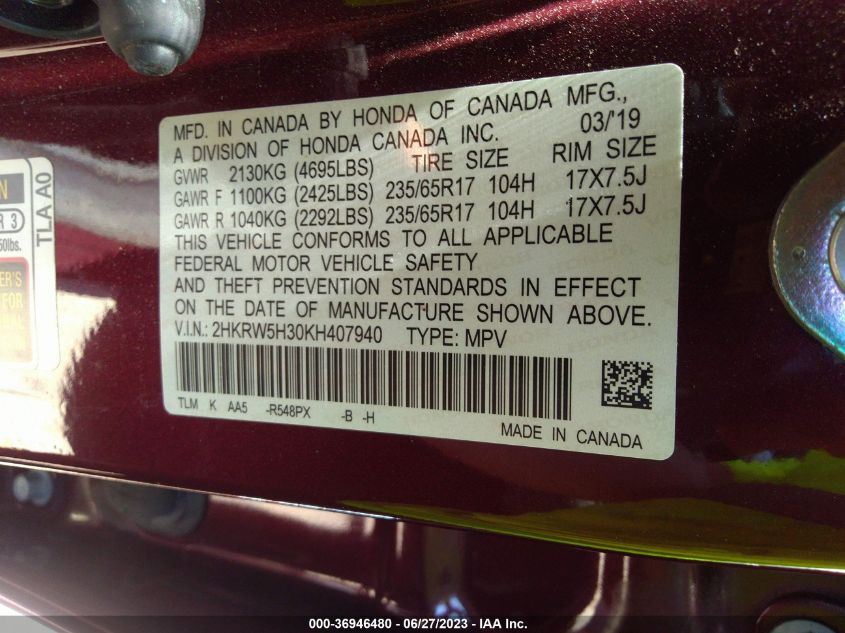 MFD. IN CANADA BY HONDA OF CANADA MFG.,
A DIVISION OF HONDA CANADA INC. 03/'19
GVWR 2130KG (4695LBS) TIRE SIZE RIM SIZE
GAWR F 1100KG (2425LBS) 235/65R17 104H 17X7.5J
GAWR R 1040KG (2292LBS) 235/65R17 104H 17X7.5J
THIS VEHICLE CONFORMS TO ALL APPLICABLE
FEDERAL MOTOR VEHICLE SAFETY
AND THEFT PREVENTION STANDARDS IN EFFECT
ON THE DATE OF MANUFACTURE SHOWN ABOVE.
V.I.N.: 2HKRW5H30KH407940 TYPE: MPV
TLM K AA5 -R548PX -B -H
MADE IN CANADA
TLA A0
R 3
50lbs.
FOR
000-36946480 - 06/27/2023 - IAA Inc.